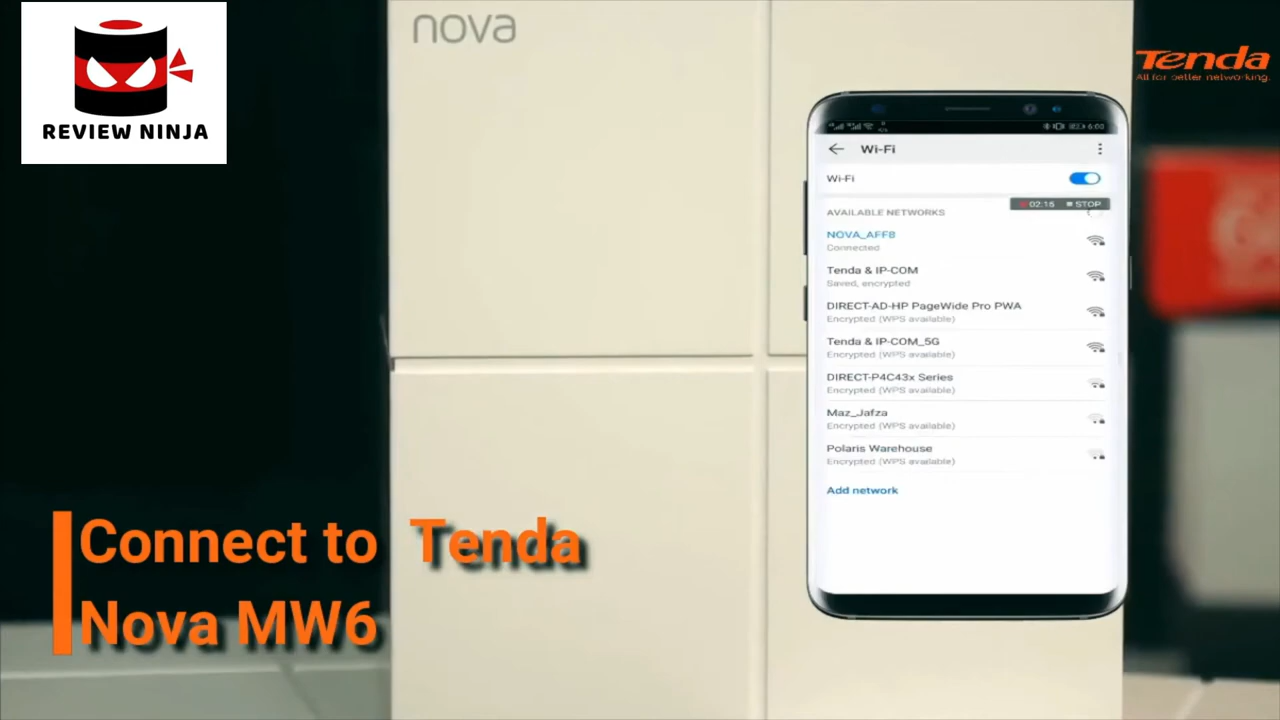 REVIEW NINJA
nova
Tenda
All for better networking.
6:00
Wi-Fi
Wi-Fi
02:15 STOP
AVAILABLE NETWORKS
NOVA_AFF8
Connected
Tenda & IP-COM
Saved, encrypted
DIRECT-AD-HP PageWide Pro PWA
Encrypted (WPS available)
Tenda & IP-COM_5G
Encrypted (WPS available)
DIRECT-P4C43x Series
Encrypted (WPS available)
Maz_Jafza
Encrypted (WPS available)
Polaris Warehouse
Encrypted (WPS available)
Add network
Connect to Tenda
Nova MW6